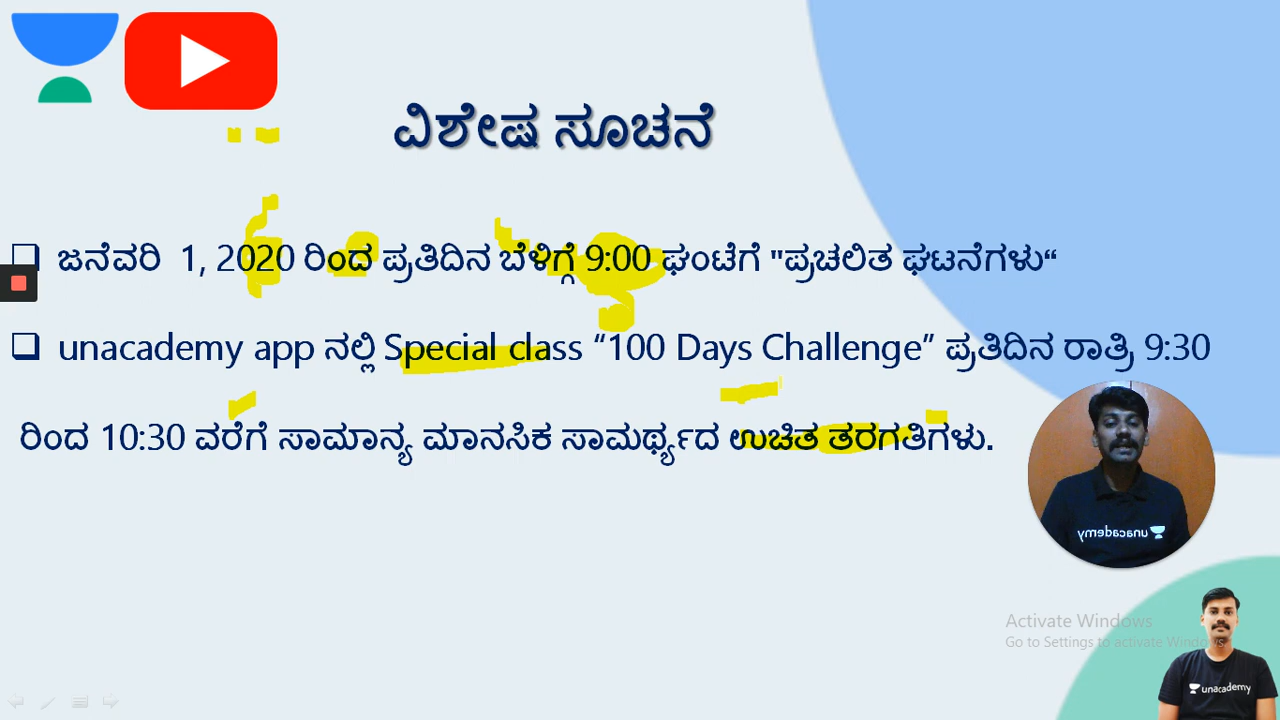 ವಿಶೇಷ ಸೂಚನೆ
ಜನೆವರಿ 1, 2020 ರಿಂದ ಪ್ರತಿದಿನ ಬೆಳಿಗ್ಗೆ 9:00 ಘಂಟೆಗೆ "ಪ್ರಚಲಿತ ಘಟನೆಗಳು“
unacademy app ನಲ್ಲಿ Special class “100 Days Challenge” ಪ್ರತಿದಿನ ರಾತ್ರಿ 9:30
ರಿಂದ 10:30 ವರೆಗೆ ಸಾಮಾನ್ಯ ಮಾನಸಿಕ ಸಾಮರ್ಥ್ಯದ ಉಚಿತ ತರಗತಿಗಳು.
unacademy
Activate Windows
Go to Settings to activate Windows.
unacademy